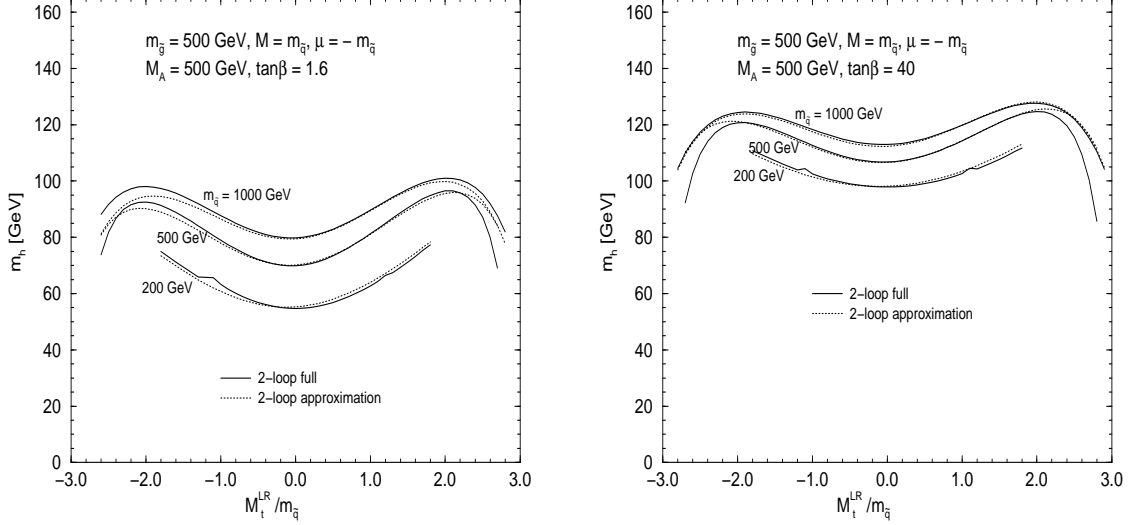 160
140
120
100
80
60
40
20
0
m_h [GeV]
m_g̃ = 500 GeV, M = m_q̃, μ = − m_q̃
M_A = 500 GeV, tanβ = 1.6
m_q̃ = 1000 GeV
500 GeV
200 GeV
2−loop full
2−loop approximation
−3.0 −2.0 −1.0 0.0 1.0 2.0 3.0
M_t^LR/m_q̃
160
140
120
100
80
60
40
20
0
m_h [GeV]
m_g̃ = 500 GeV, M = m_q̃, μ = − m_q̃
M_A = 500 GeV, tanβ = 40
m_q̃ = 1000 GeV
500 GeV
200 GeV
2−loop full
2−loop approximation
−3.0 −2.0 −1.0 0.0 1.0 2.0 3.0
M_t^LR/m_q̃